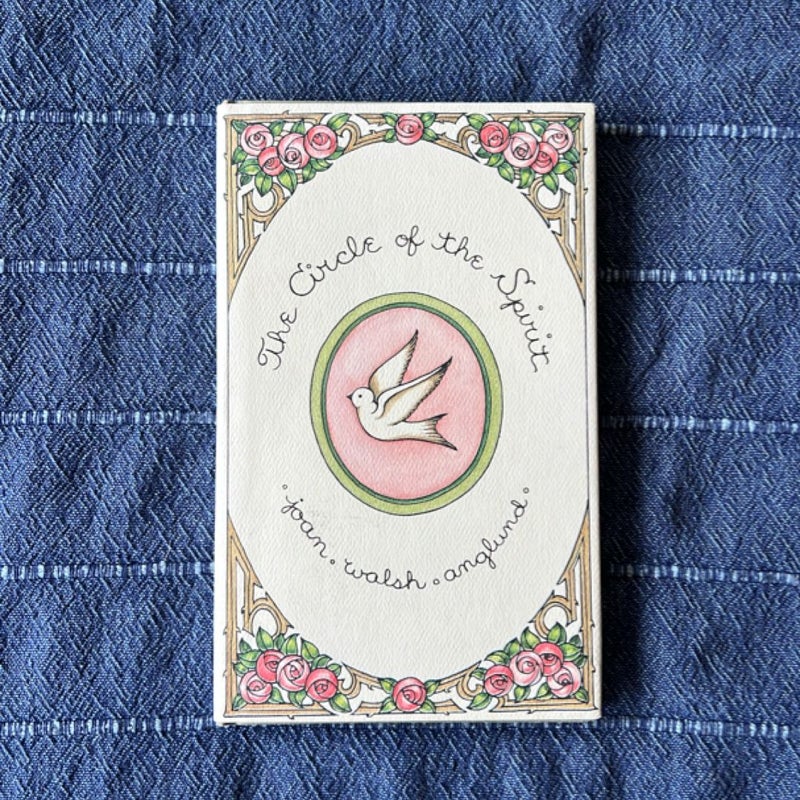 The Circle of the Spirit
joan • walsh • anglund